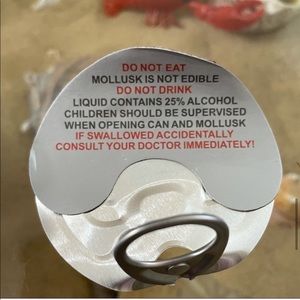 DO NOT EAT
MOLLUSK IS NOT EDIBLE
DO NOT DRINK
LIQUID CONTAINS 25% ALCOHOL
CHILDREN SHOULD BE SUPERVISED
WHEN OPENING CAN AND MOLLUSK
IF SWALLOWED ACCIDENTALLY
CONSULT YOUR DOCTOR IMMEDIATELY!